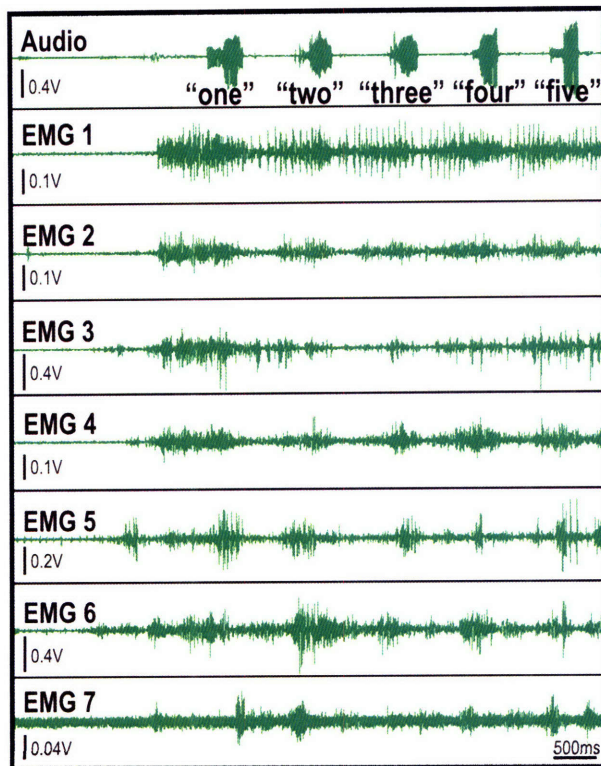 Audio
0.4V
“one” “two” “three” “four” “five”
EMG 1
0.1V
EMG 2
0.1V
EMG 3
0.4V
EMG 4
0.1V
EMG 5
0.2V
EMG 6
0.4V
EMG 7
0.04V
500ms